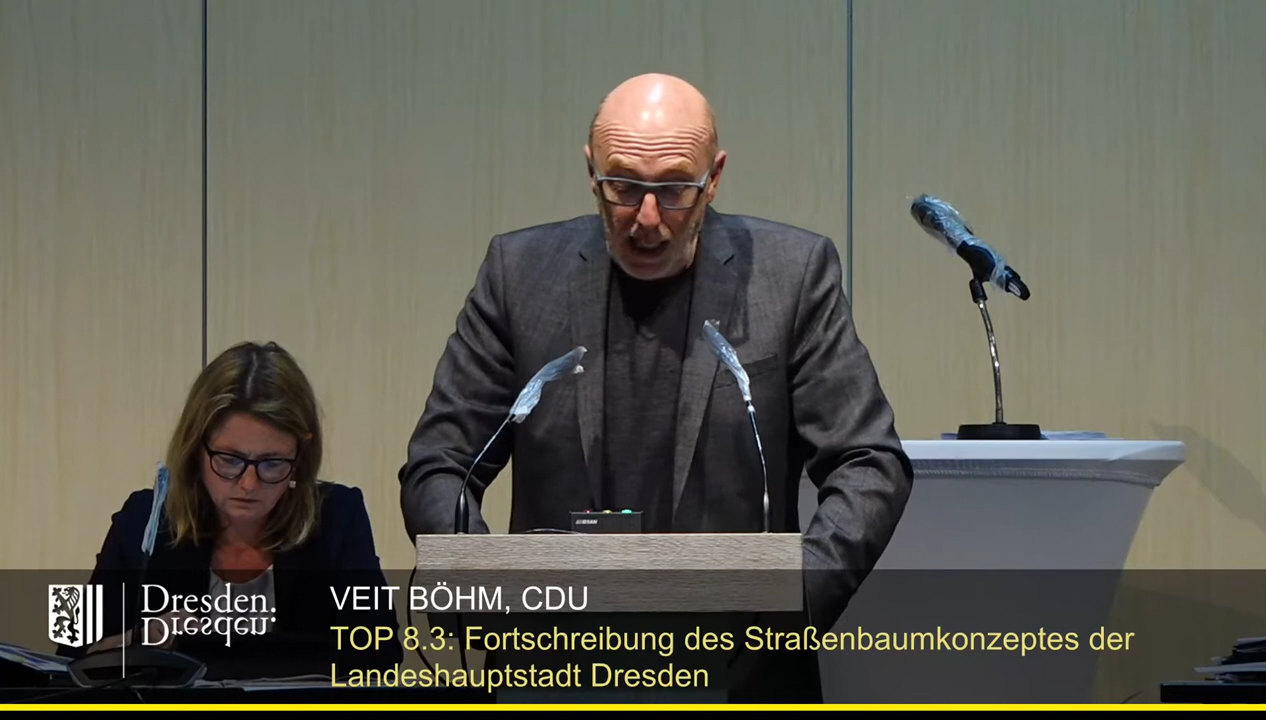 Dresden.
Dresden.
VEIT BÖHM, CDU
TOP 8.3: Fortschreibung des Straßenbaumkonzeptes der
Landeshauptstadt Dresden